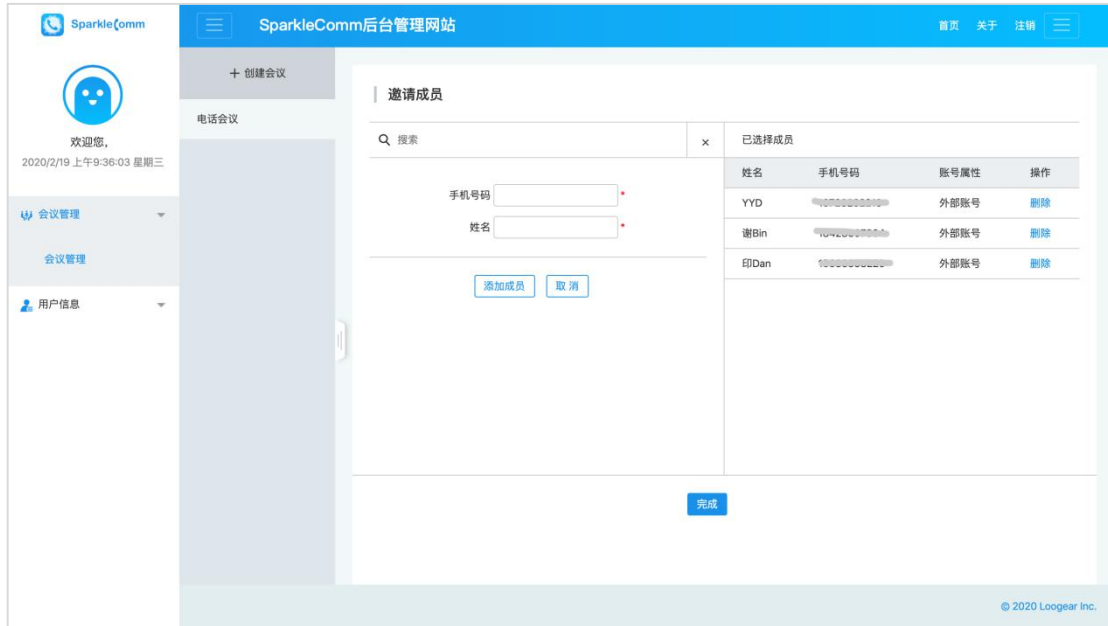 SparkleComm
SparkleComm后台管理网站
首页 关于 注销
欢迎您,
2020/2/19 上午9:36:03 星期三
会议管理
会议管理
用户信息
+ 创建会议
电话会议
邀请成员
搜索
×
手机号码 *
姓名 *
添加成员 取消
已选择成员
姓名 手机号码 账号属性 操作
YYD 外部账号 删除
谢Bin 外部账号 删除
印Dan 外部账号 删除
完成
© 2020 Loogear Inc.